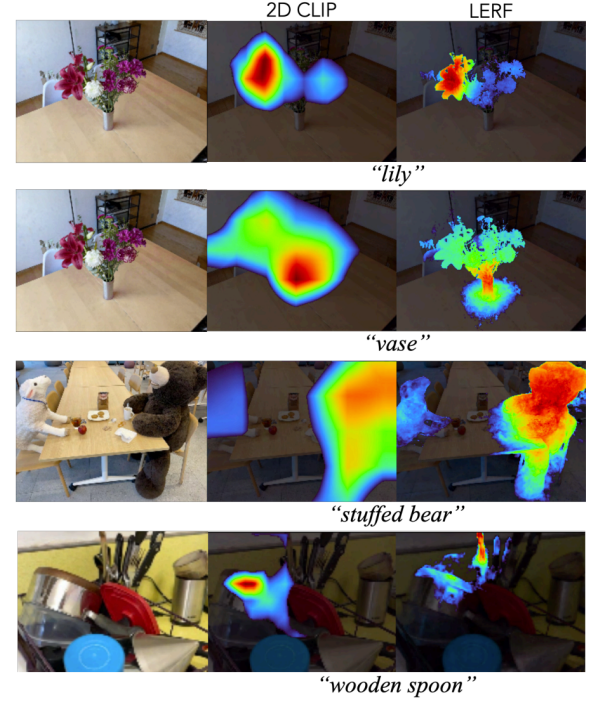 2D CLIP LERF
“lily”
“vase”
“stuffed bear”
“wooden spoon”